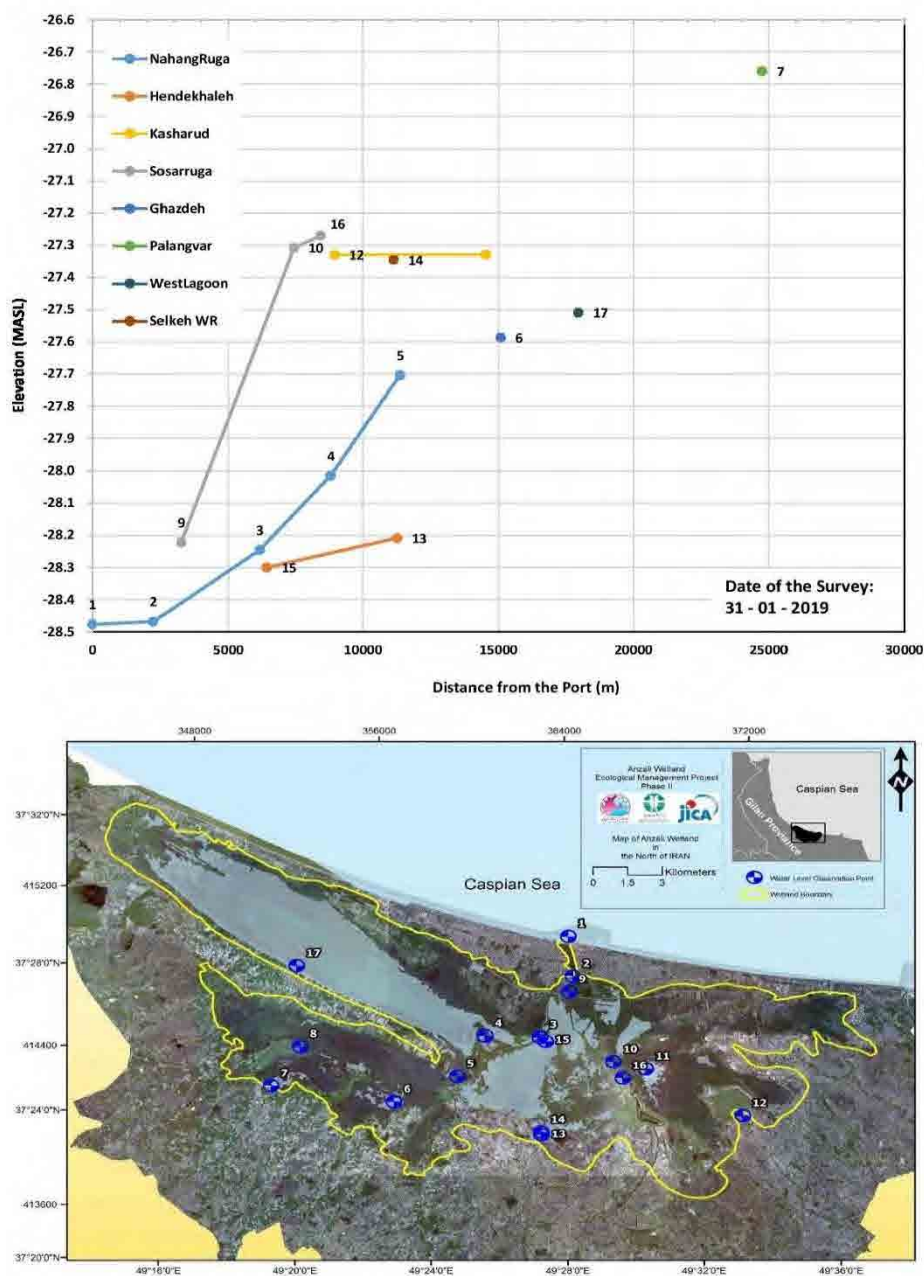 -26.6
-26.7
-26.8
-26.9
-27.0
-27.1
-27.2
-27.3
-27.4
-27.5
-27.6
-27.7
-27.8
-27.9
-28.0
-28.1
-28.2
-28.3
-28.4
-28.5
Elevation (MASL)
NahangRuga
Hendekhaleh
Kasharud
Sosarruga
Ghazdeh
Palangvar
WestLagoon
Selkeh WR
7
16
10
12
14
17
6
5
4
9
3
13
15
1
2
Date of the Survey:
31 - 01 - 2019
0
5000
10000
15000
20000
25000
30000
Distance from the Port (m)
348000
356000
364000
372000
37°32'0"N
415200
37°28'0"N
414400
37°24'0"N
413600
37°20'0"N
Anzali Wetland
Ecological Management Project
Phase II
JICA
Map of Anzali Wetland
in
the North of IRAN
0 1.5 3
Kilometers
Caspian Sea
Gilan Province
Water Level Observation Point
Wetland Boundary
N
Caspian Sea
1
17
2
9
8
4
3
15
10
11
5
16
7
6
12
14
13
49°16'0"E
49°20'0"E
49°24'0"E
49°28'0"E
49°32'0"E
49°36'0"E